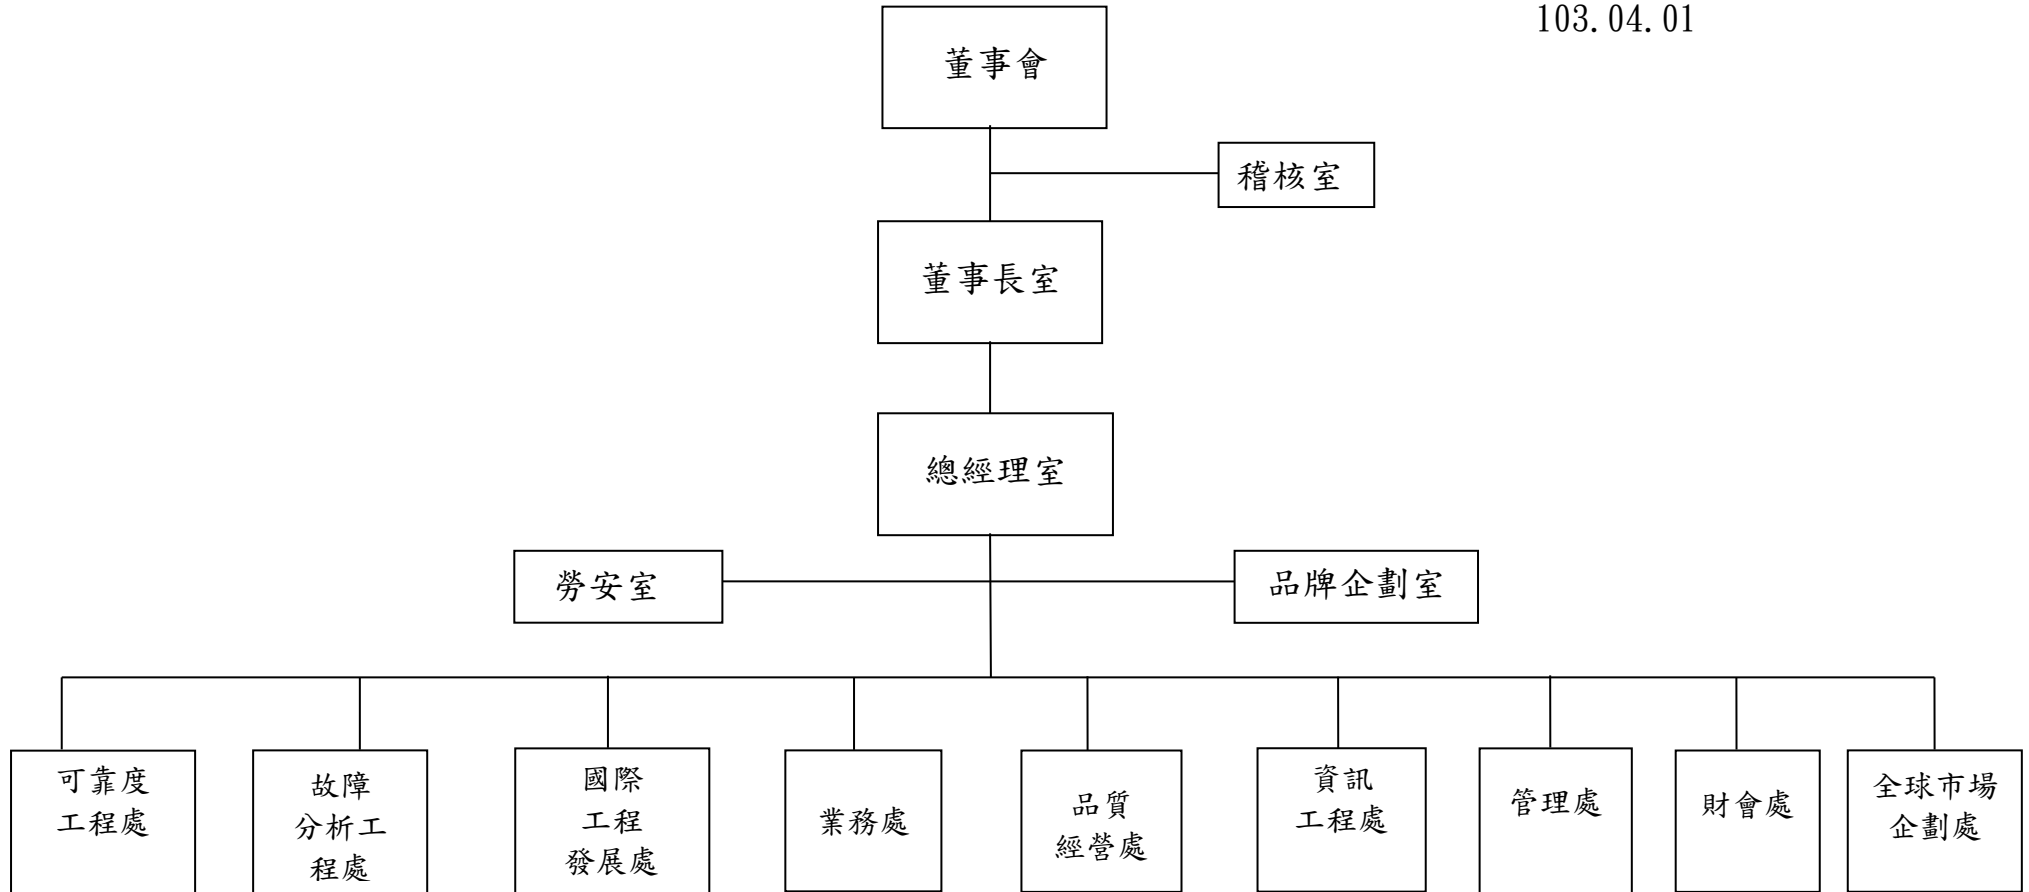 103.04.01
董事會
稽核室
董事長室
總經理室
勞安室
品牌企劃室
可靠度
工程處
故障
分析工
程處
國際
工程
發展處
業務處
品質
經營處
資訊
工程處
管理處
財會處
全球市場
企劃處